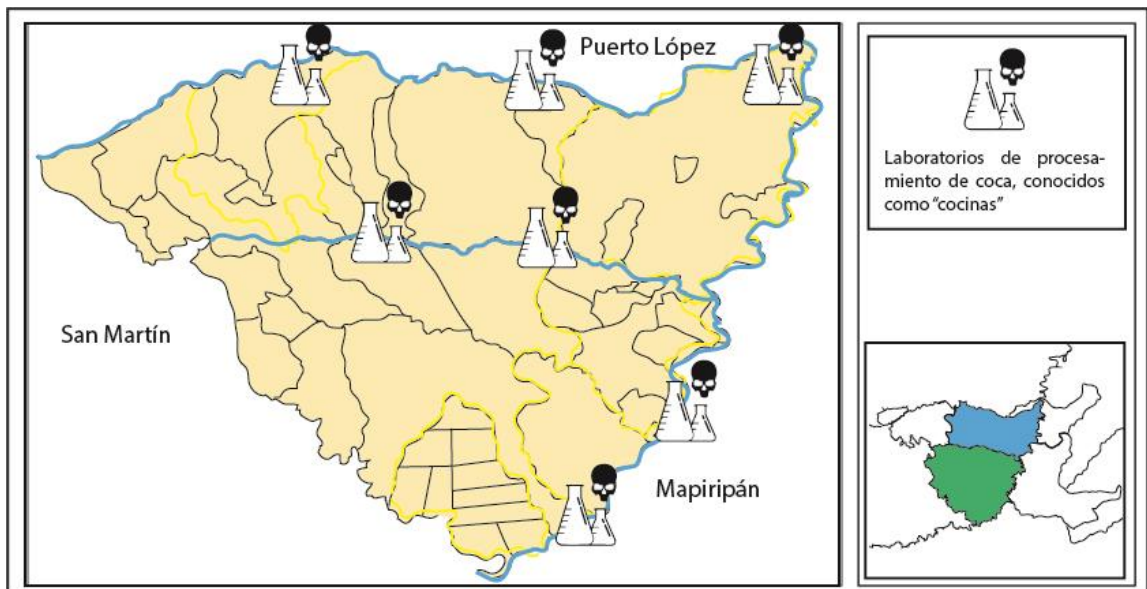 Puerto López
San Martín
Mapiripán
Laboratorios de procesa-
miento de coca, conocidos
como “cocinas”